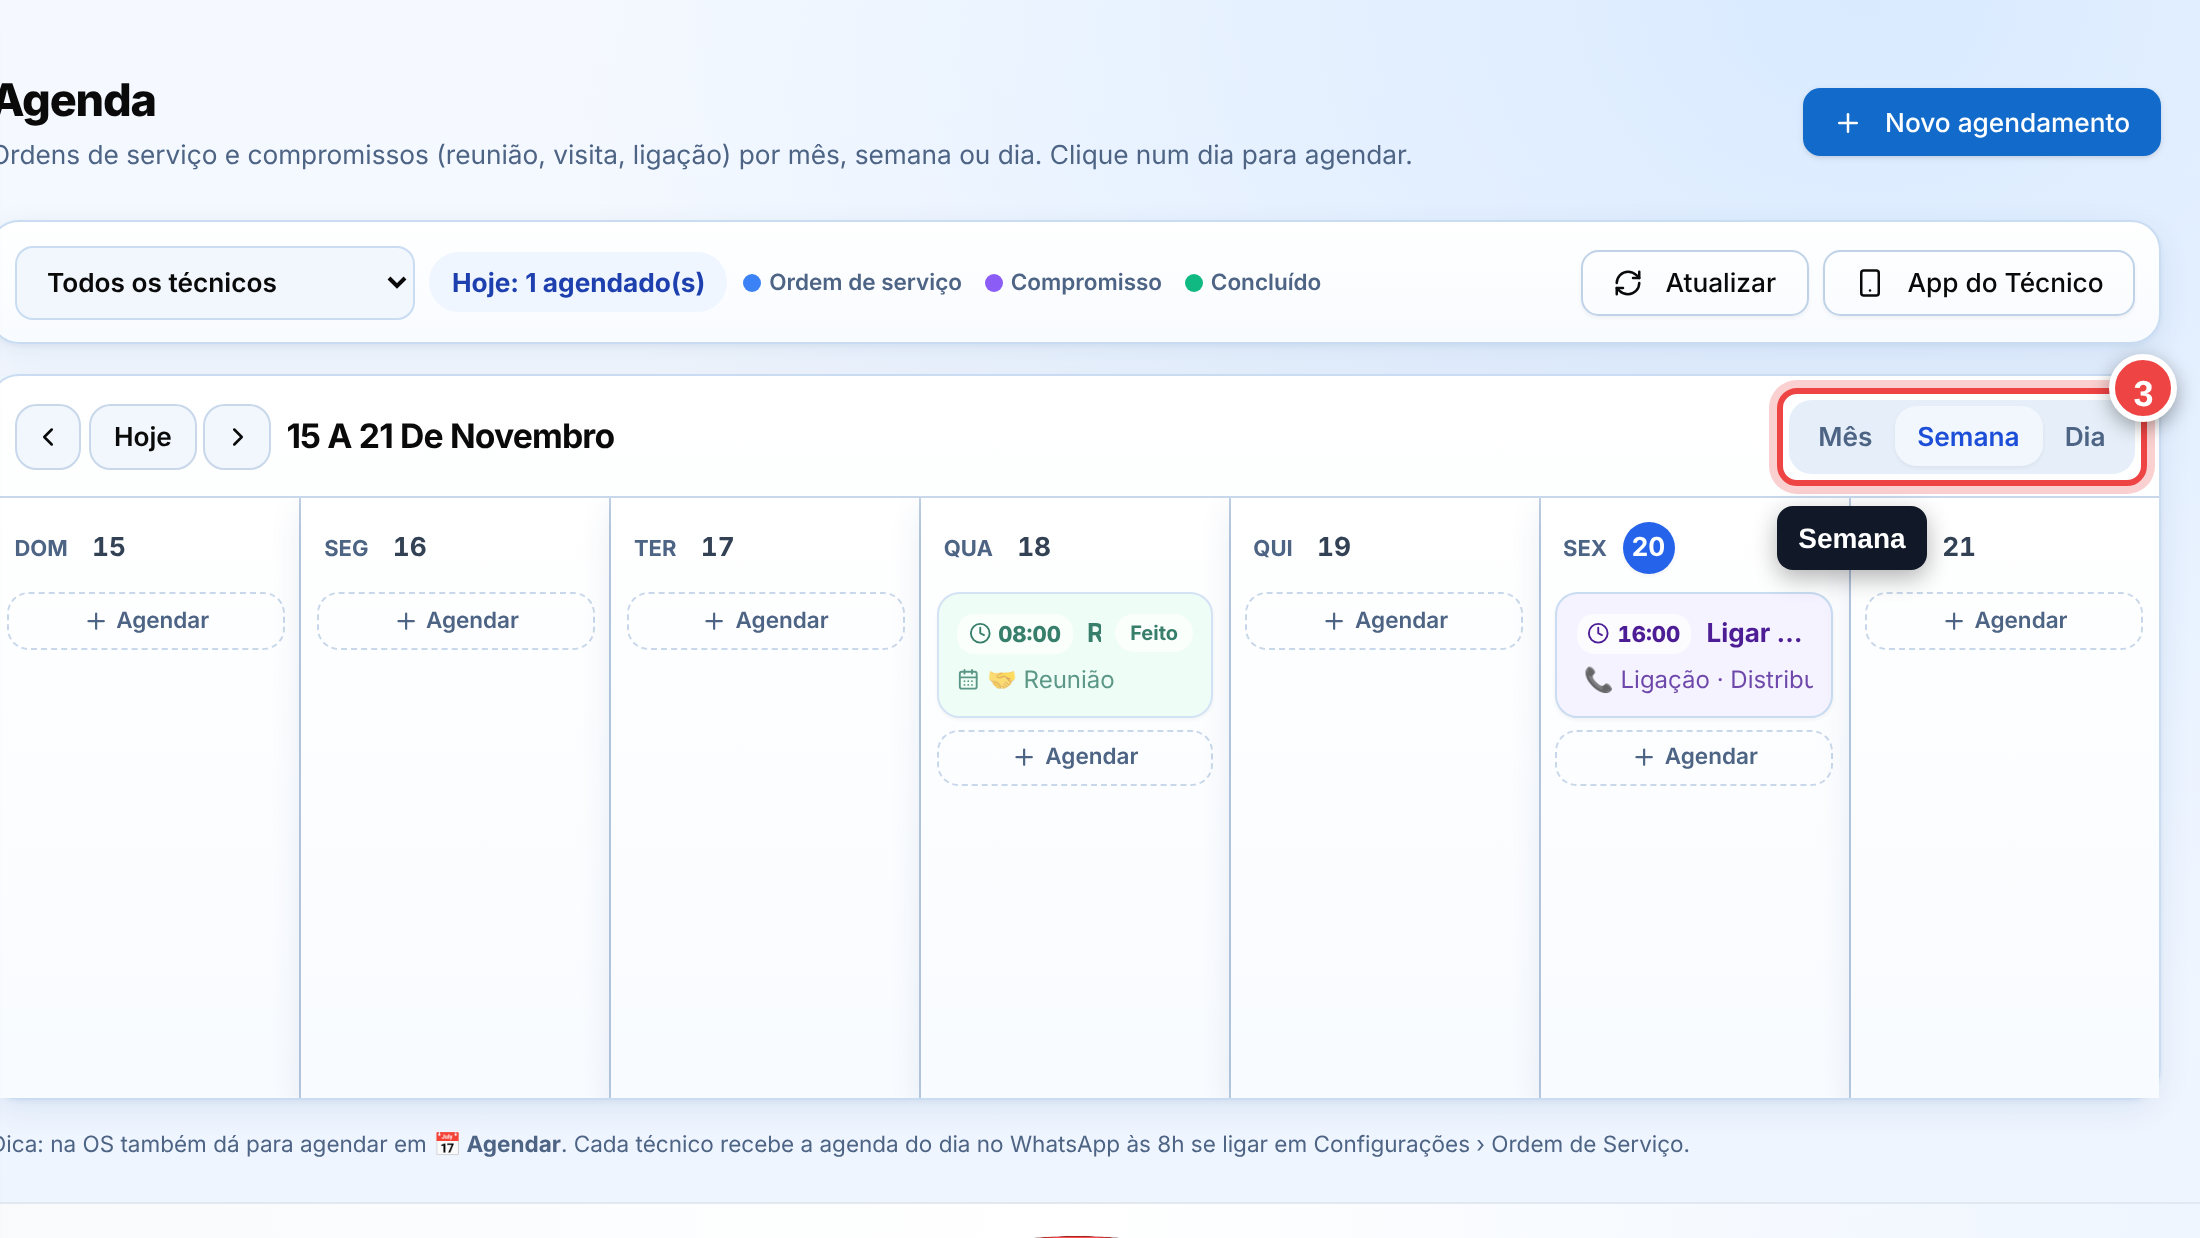 Agenda
+ Novo agendamento
Ordens de serviço e compromissos (reunião, visita, ligação) por mês, semana ou dia. Clique num dia para agendar.
Todos os técnicos
Hoje: 1 agendado(s)
Ordem de serviço
Compromisso
Concluído
Atualizar
App do Técnico
3
Hoje
15 A 21 De Novembro
Mês
Semana
Dia
Semana
DOM 15
SEG 16
TER 17
QUA 18
QUI 19
SEX 20
21
+ Agendar
+ Agendar
+ Agendar
08:00 R Feito
Reunião
+ Agendar
+ Agendar
16:00 Ligar ...
Ligação · Distribu
+ Agendar
+ Agendar
Dica: na OS também dá para agendar em 📅 Agendar. Cada técnico recebe a agenda do dia no WhatsApp às 8h se ligar em Configurações › Ordem de Serviço.